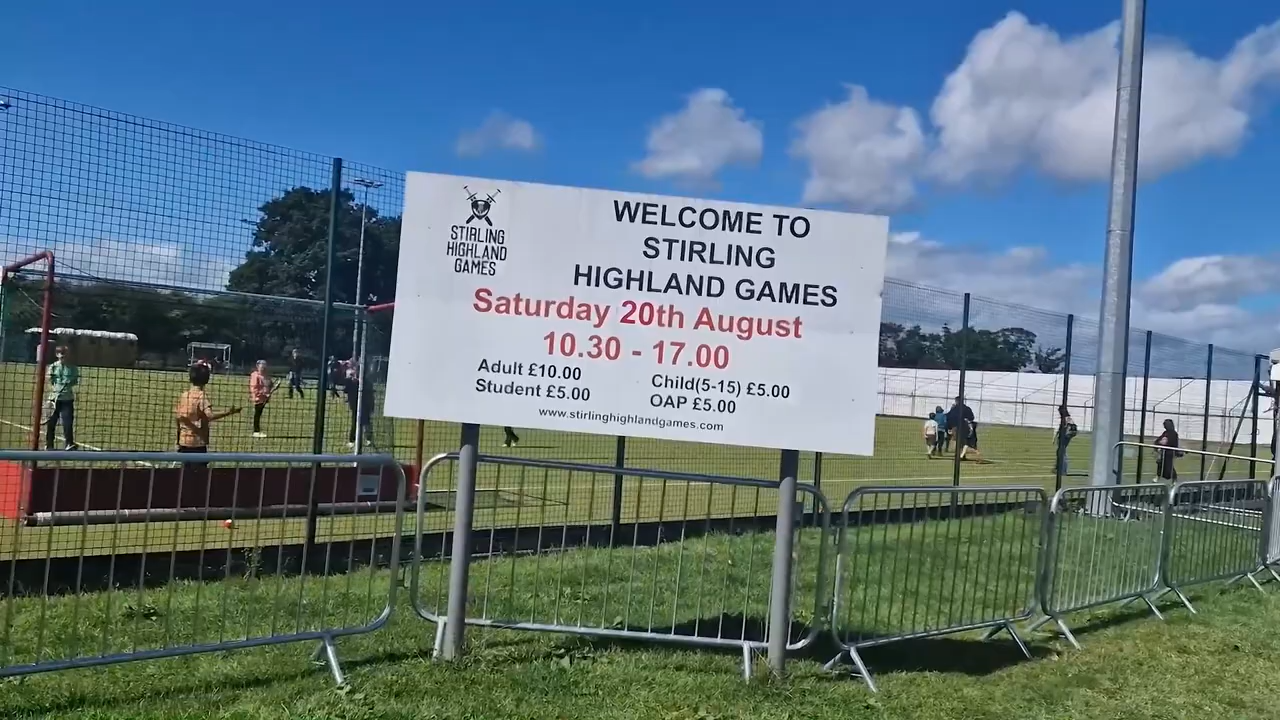 STIRLING
HIGHLAND
GAMES
WELCOME TO
STIRLING
HIGHLAND GAMES
Saturday 20th August
10.30 - 17.00
Adult £10.00
Child(5-15) £5.00
Student £5.00
OAP £5.00
www.stirlinghighlandgames.com